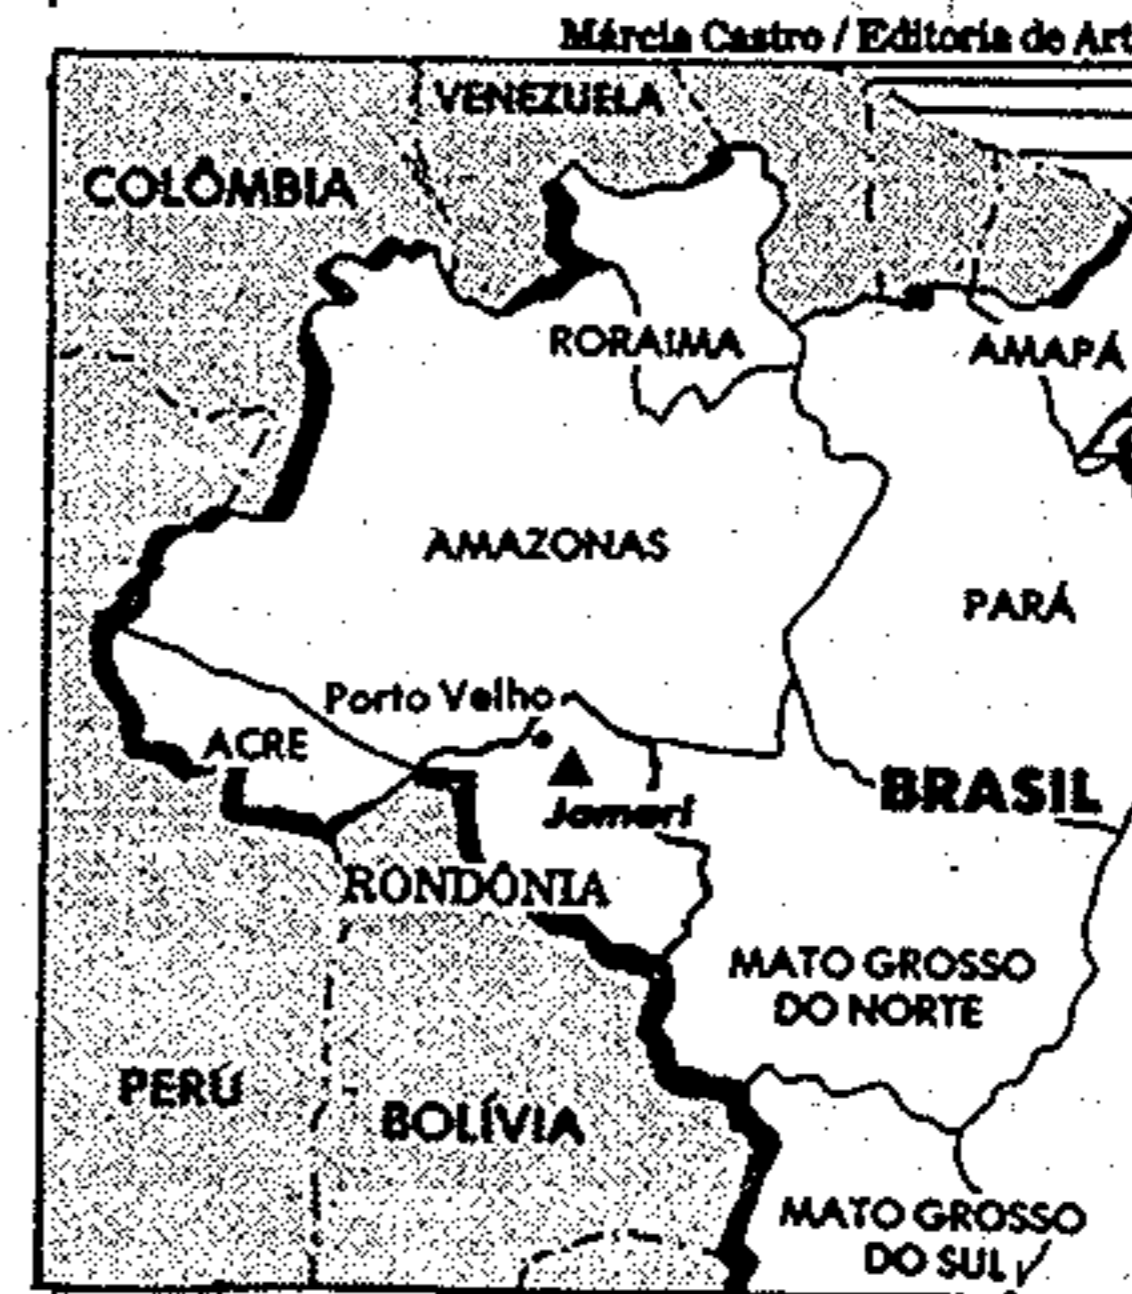 Márcia Castro / Editoria de Art
VENEZUELA
COLÔMBIA
RORAIMA
AMAPÁ
AMAZONAS
PARÁ
Porto Velho
ACRE
BRASIL
Jamari
RONDÔNIA
MATO GROSSO
DO NORTE
PERÚ
BOLÍVIA
MATO GROSSO
DO SUL